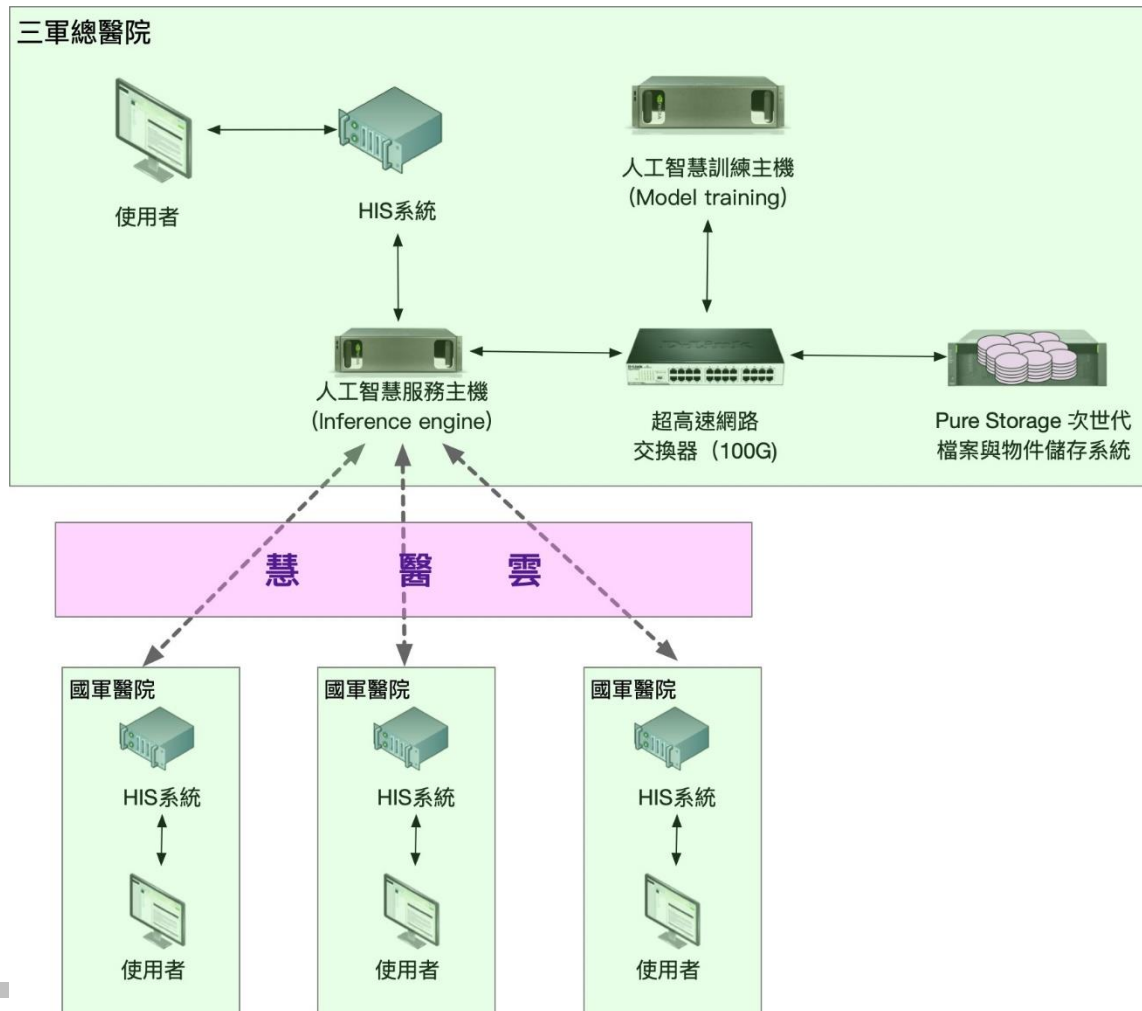 三軍總醫院
使用者
HIS系統
人工智慧訓練主機
(Model training)
人工智慧服務主機
(Inference engine)
D-Link
超高速網路
交換器（100G）
Pure Storage 次世代
檔案與物件儲存系統
慧 醫 雲
國軍醫院
HIS系統
使用者
國軍醫院
HIS系統
使用者
國軍醫院
HIS系統
使用者